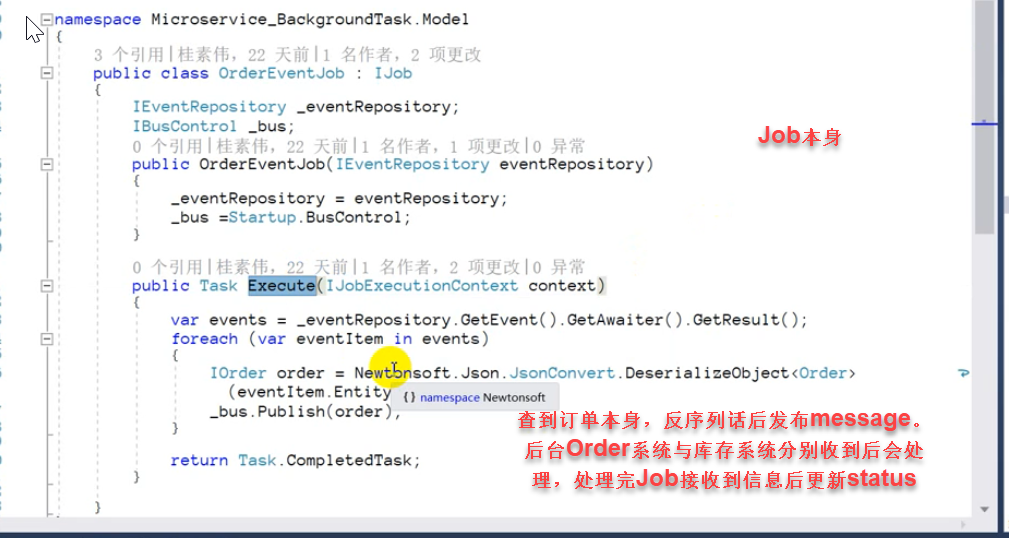 namespace Microservice_BackgroundTask.Model
{
3 个引用|桂素伟, 22 天前|1 名作者, 2 项更改
public class OrderEventJob : IJob
{
IEventRepository _eventRepository;
IBusControl _bus;
0 个引用|桂素伟, 22 天前|1 名作者, 1 项更改|0 异常
public OrderEventJob(IEventRepository eventRepository)
{
_eventRepository = eventRepository;
_bus =Startup.BusControl;
}
0 个引用|桂素伟, 22 天前|1 名作者, 2 项更改|0 异常
public Task Execute(IJobExecutionContext context)
{
var events = _eventRepository.GetEvent().GetAwaiter().GetResult();
foreach (var eventItem in events)
{
IOrder order = Newtonsoft.Json.JsonConvert.DeserializeObject<Order>
(eventItem.Entity
{ } namespace Newtonsoft
_bus.Publish(order);
}
return Task.CompletedTask;
}
}
Job本身
查到订单本身，反序列话后发布message。
后台Order系统与库存系统分别收到后会处
理，处理完Job接收到信息后更新status